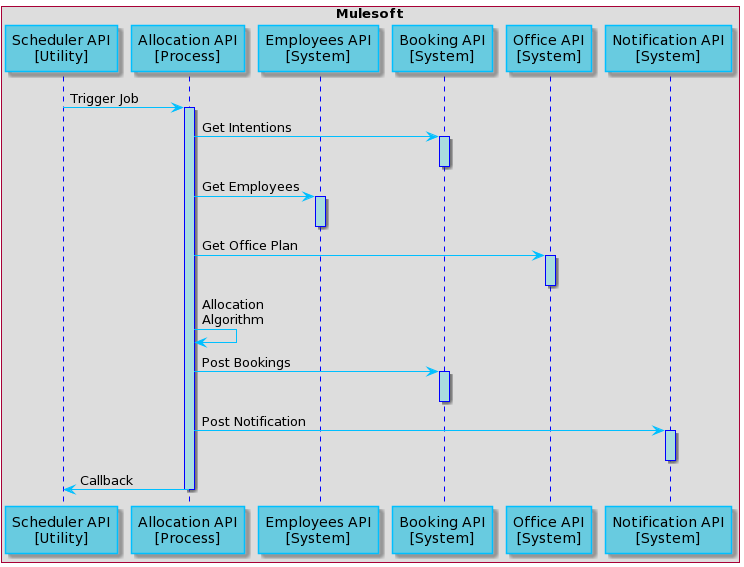 Mulesoft
Scheduler API
[Utility]
Allocation API
[Process]
Employees API
[System]
Booking API
[System]
Office API
[System]
Notification API
[System]
Trigger Job
Get Intentions
Get Employees
Get Office Plan
Allocation
Algorithm
Post Bookings
Post Notification
Callback
Scheduler API
[Utility]
Allocation API
[Process]
Employees API
[System]
Booking API
[System]
Office API
[System]
Notification API
[System]